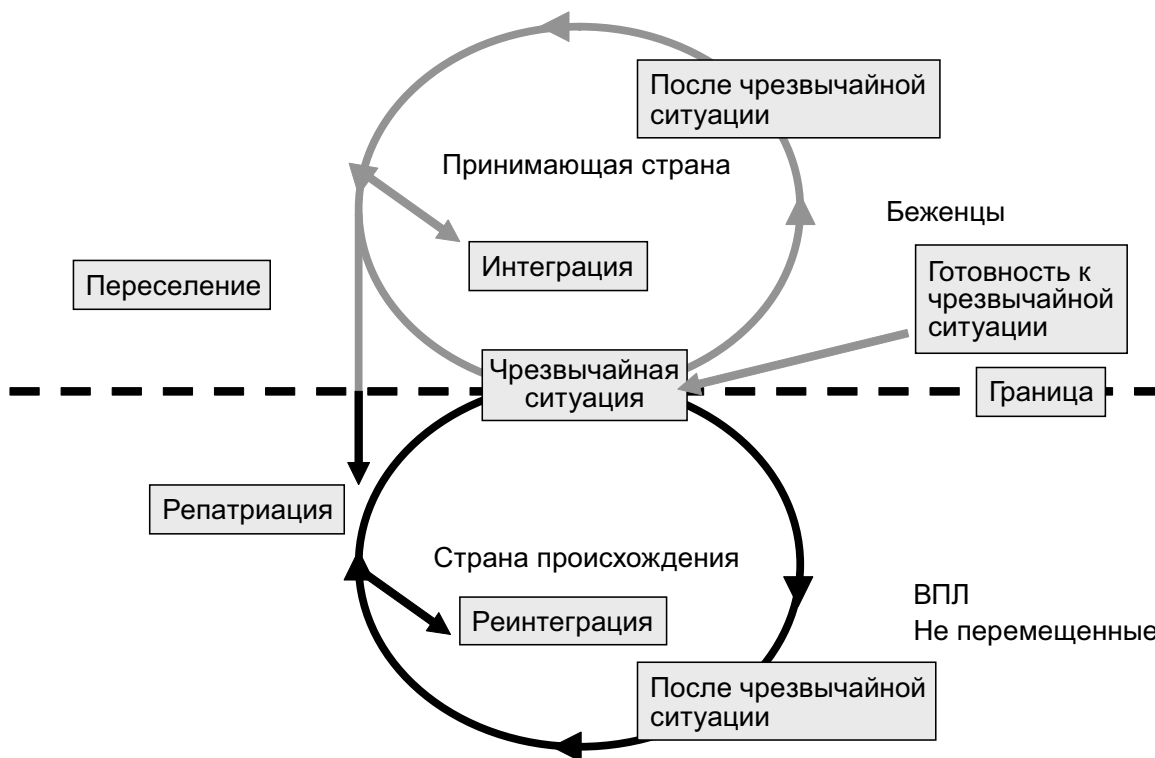 После чрезвычайной
ситуации
Принимающая страна
Беженцы
Интеграция
Переселение
Готовность к
чрезвычайной
ситуации
Чрезвычайная
ситуация
Граница
Репатриация
Страна происхождения
ВПЛ
Не перемещенные
Реинтеграция
После чрезвычайной
ситуации